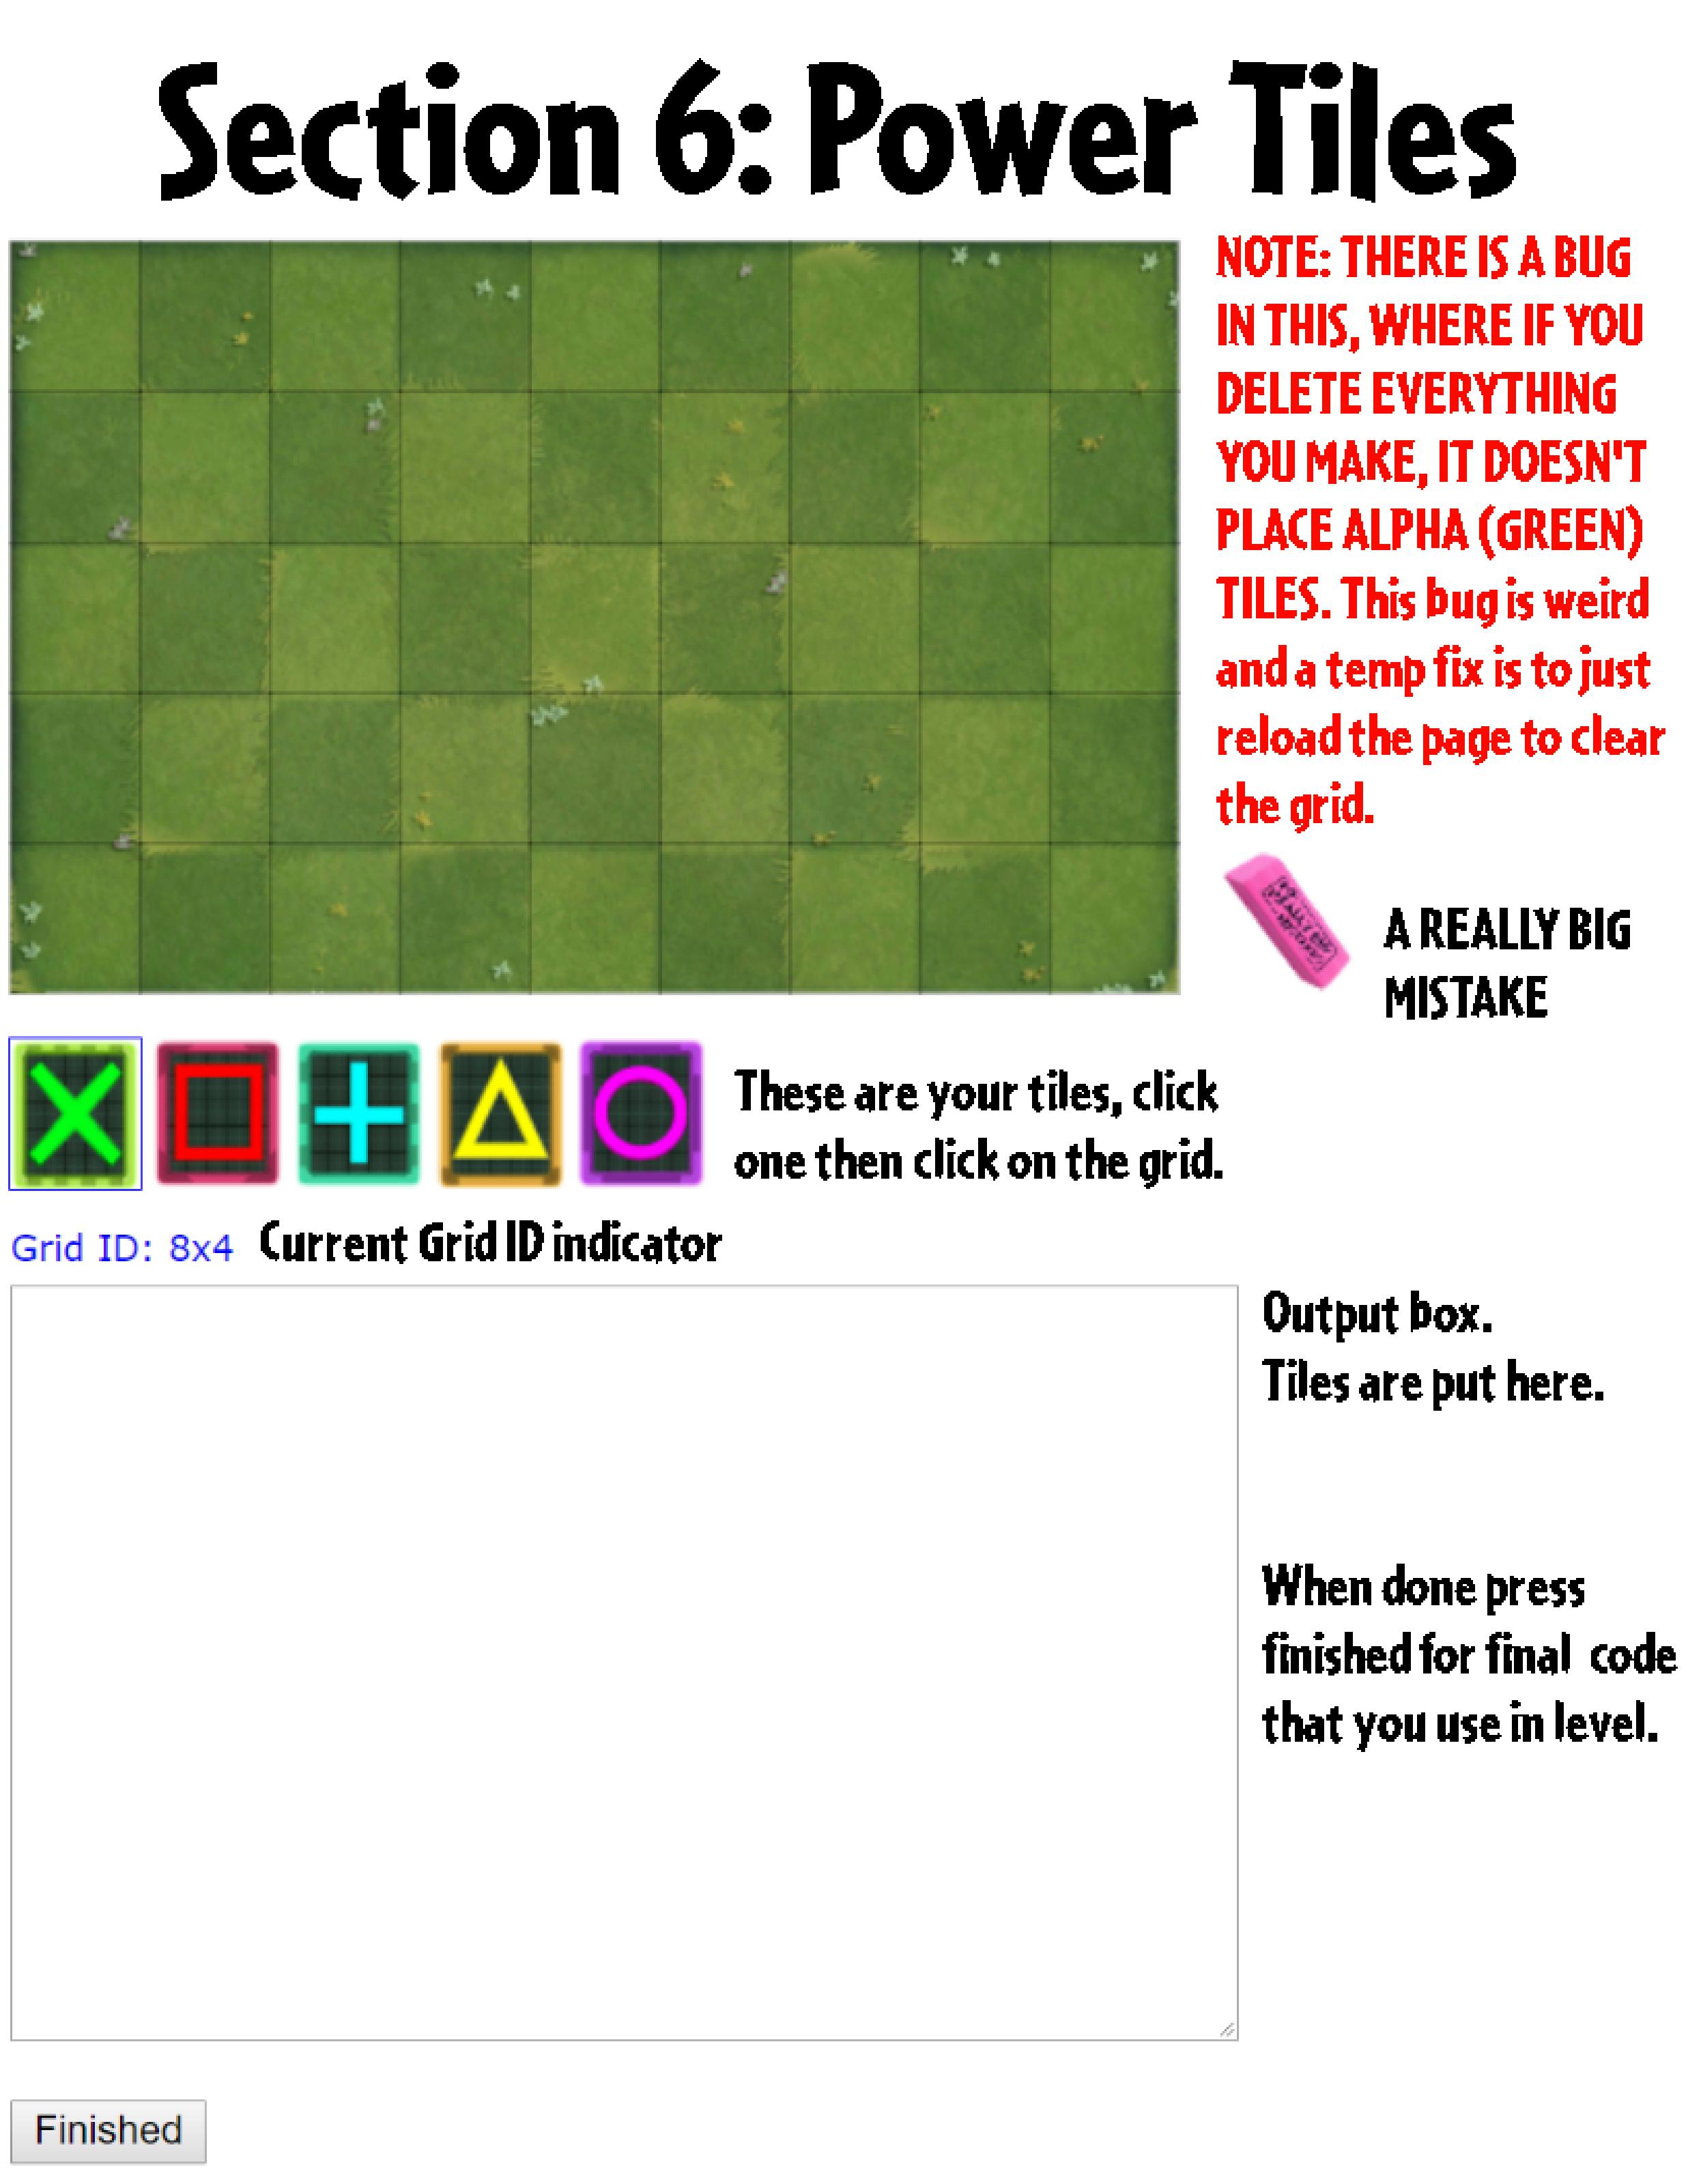 Section 6: Power Tiles
NOTE: THERE IS A BUG
IN THIS, WHERE IF YOU
DELETE EVERYTHING
YOU MAKE, IT DOESN'T
PLACE ALPHA (GREEN)
TILES. This bug is weird
and a temp fix is to just
reload the page to clear
the grid.
A REALLY BIG
MISTAKE
These are your tiles, click
one then click on the grid.
Grid ID: 8x4 Current Grid ID indicator
Output box.
Tiles are put here.
When done press
finished for final code
that you use in level.
Finished